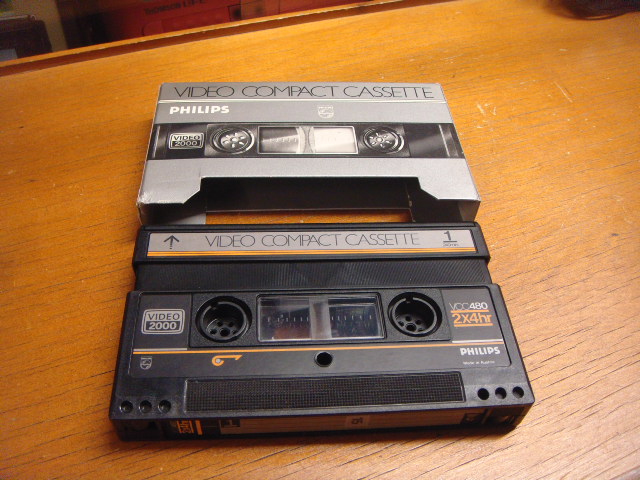 VIDEO COMPACT CASSETTE
PHILIPS
VIDEO
2000
VIDEO COMPACT CASSETTE
1
VIDEO
2000
VCC480
2x4hr
PHILIPS